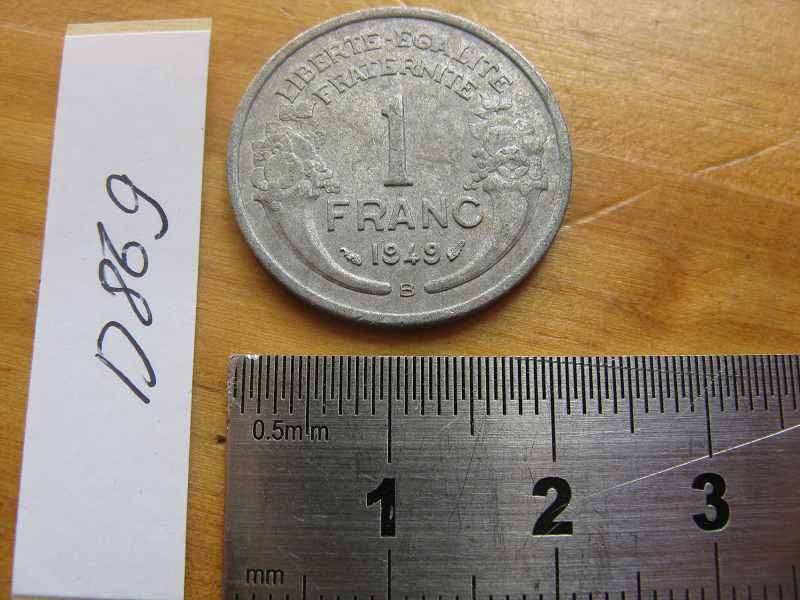 D869
LIBERTE-EGALITE
FRATERNITE
1
FRANC
1949
B
0.5mm
1 2 3
mm